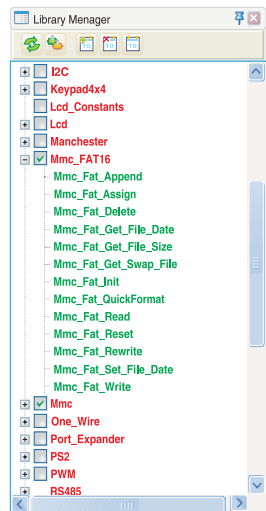 Library Menager
I2C
Keypad4x4
Lcd_Constants
Lcd
Manchester
Mmc_FAT16
Mmc_Fat_Append
Mmc_Fat_Assign
Mmc_Fat_Delete
Mmc_Fat_Get_File_Date
Mmc_Fat_Get_File_Size
Mmc_Fat_Get_Swap_File
Mmc_Fat_Init
Mmc_Fat_QuickFormat
Mmc_Fat_Read
Mmc_Fat_Reset
Mmc_Fat_Rewrite
Mmc_Fat_Set_File_Date
Mmc_Fat_Write
Mmc
One_Wire
Port_Expander
PS2
PWM
RS485